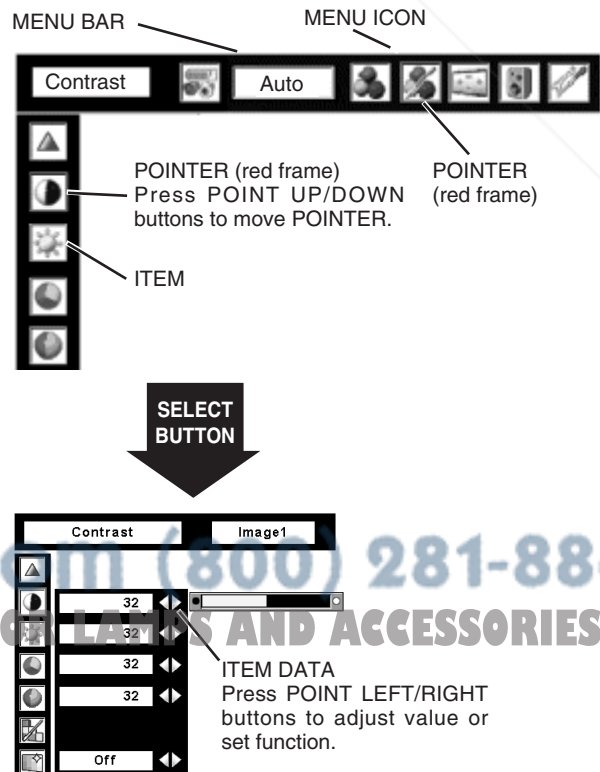 MENU BAR
MENU ICON
Contrast
Auto
POINTER (red frame)
Press POINT UP/DOWN
buttons to move POINTER.
POINTER
(red frame)
ITEM
SELECT
BUTTON
Contrast
Image1
(800) 281-88
32
32
LAMPS AND ACCESSORIES
32
32
Off
ITEM DATA
Press POINT LEFT/RIGHT
buttons to adjust value or
set function.